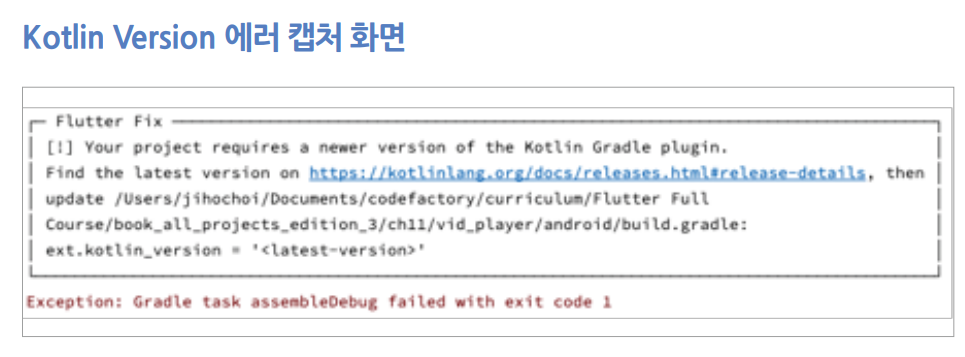 Kotlin Version 에러 캡처 화면
Flutter Fix
[!] Your project requires a newer version of the Kotlin Gradle plugin.
Find the latest version on https://kotlinlang.org/docs/releases.html#release-details, then
update /Users/jihochoi/Documents/codefactory/curriculum/Flutter Full
Course/book_all_projects_edition_3/ch11/vid_player/android/build.gradle:
ext.kotlin_version = '<latest-version>'
Exception: Gradle task assembleDebug failed with exit code 1